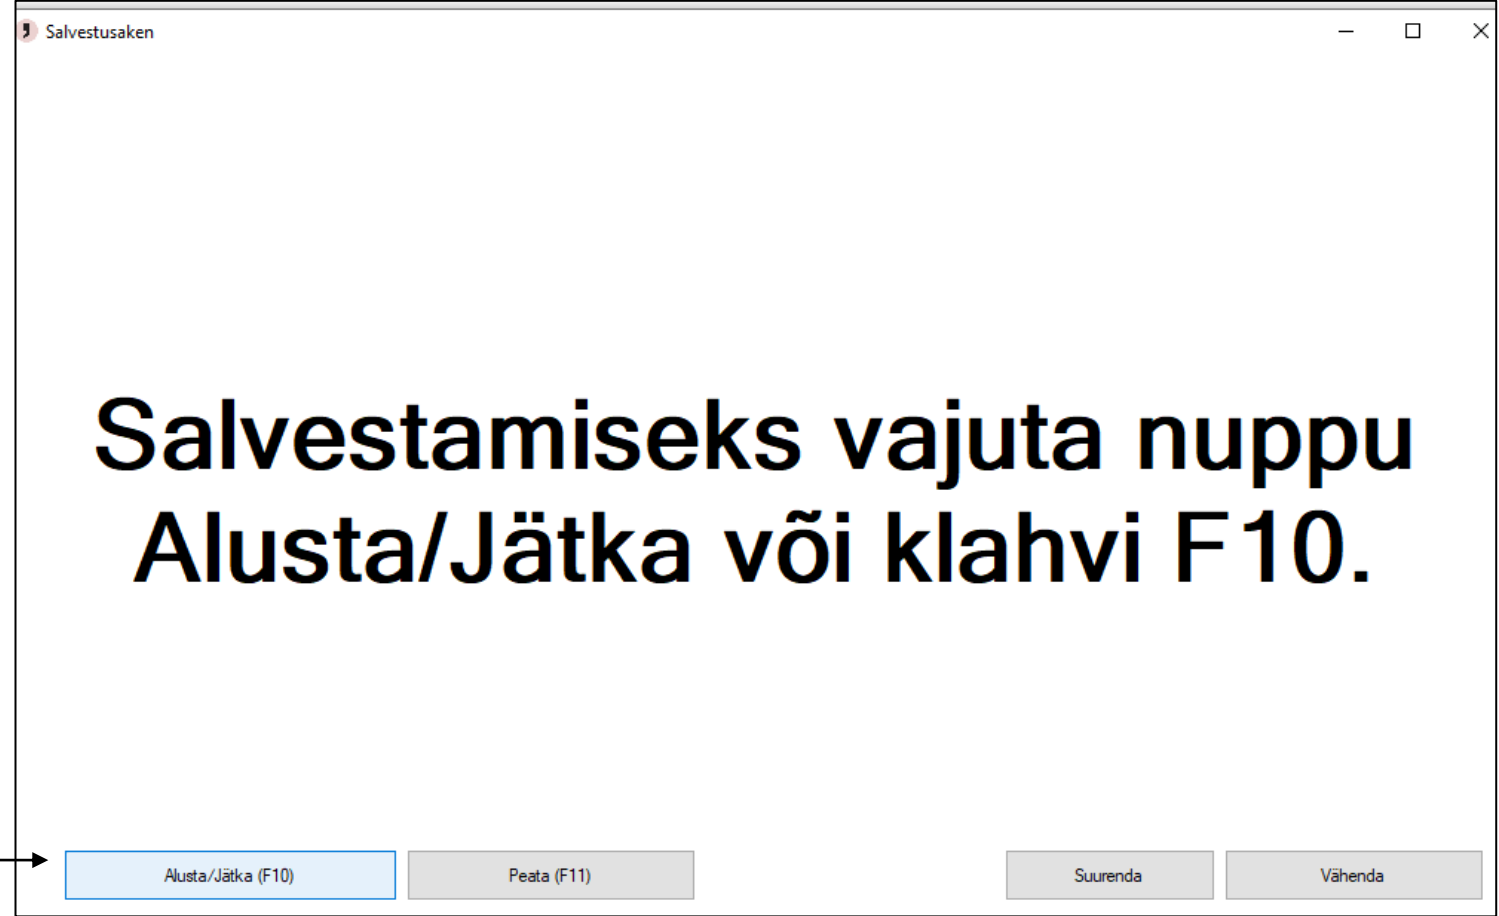 Salvestusaken
Salvestamiseks vajuta nuppu
Alusta/Jätka või klahvi F10.
Alusta/Jätka (F10)
Peata (F11)
Suurenda
Vähenda